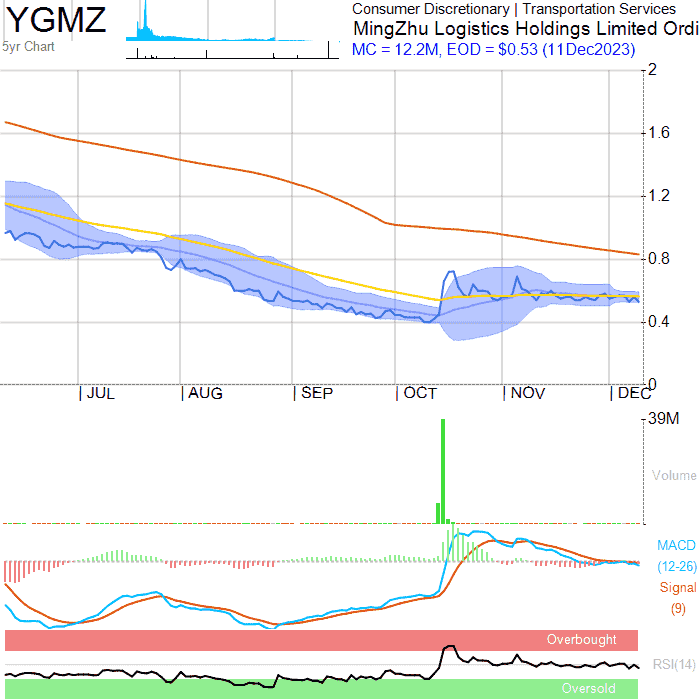 YGMZ
5yr Chart
Consumer Discretionary | Transportation Services
MingZhu Logistics Holdings Limited Ordi
MC = 12.2M, EOD = $0.53 (11Dec2023)
2
1.6
1.2
0.8
0.4
0
| JUL
| AUG
| SEP
| OCT
| NOV
| DEC
39M
Volume
MACD
(12-26)
Signal
(9)
Overbought
RSI(14)
Oversold